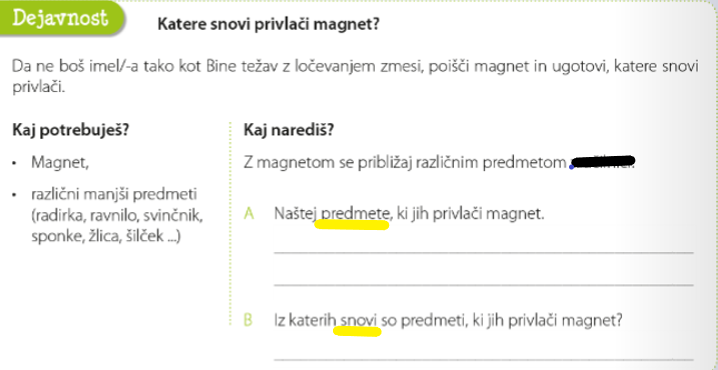 Dejavnost
Katere snovi privlači magnet?
Da ne boš imel/-a tako kot Bine težav z ločevanjem zmesi, poišči magnet in ugotovi, katere snovi
privlači.
Kaj potrebuješ?
• Magnet,
• različni manjši predmeti
(radirka, ravnilo, svinčnik,
sponke, žlica, šilček ...)
Kaj narediš?
Z magnetom se približaj različnim predmetom
A Naštej predmete, ki jih privlači magnet.
B Iz katerih snovi so predmeti, ki jih privlači magnet?